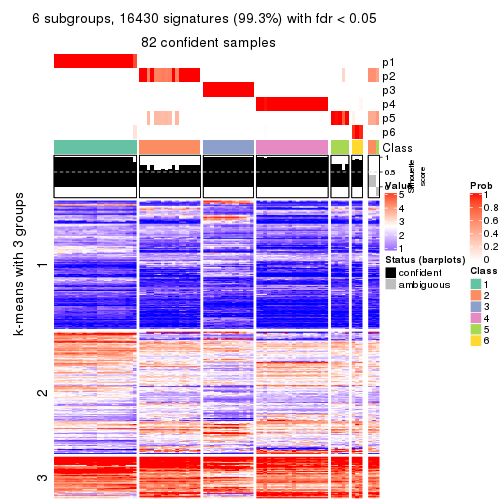 6 subgroups, 16430 signatures (99.3%) with fdr < 0.05
82 confident samples
p1
p2
p3
p4
p5
p6
Class
1
0.5
0
Silhouette
score
k-means with 3 groups
1
2
3
Value
5
4
3
2
1
Status (barplots)
confident
ambiguous
Prob
1
0.8
0.6
0.4
0.2
0
Class
1
2
3
4
5
6